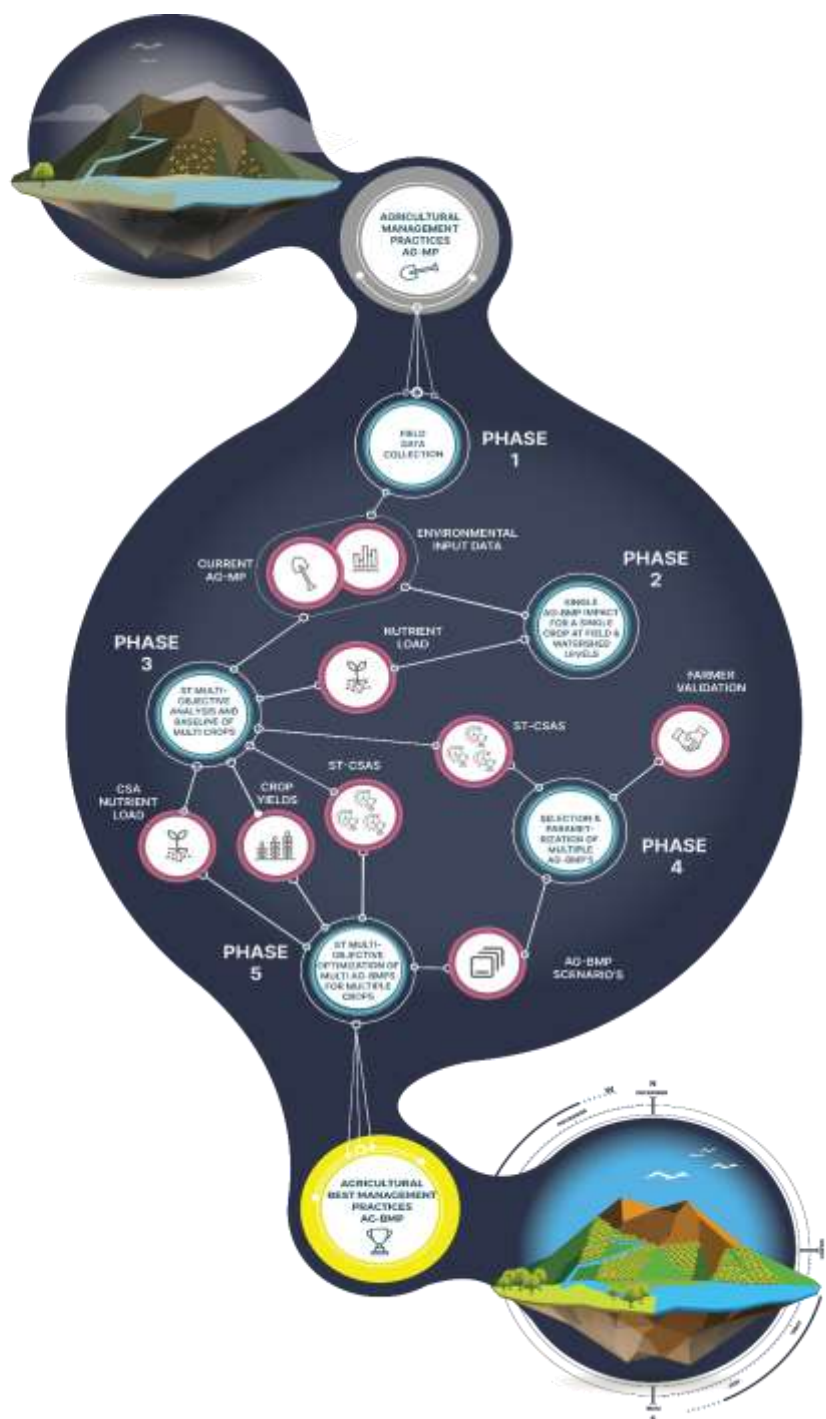 AGRICULTURAL
MANAGEMENT
PRACTICES
AG-MP
FIELD
DATA
COLLECTION
PHASE
1
ENVIRONMENTAL
INPUT DATA
CURRENT
AG-MP
PHASE
2
SINGLE
AG-BMP IMPACT
FOR A SINGLE
CROP AT FIELD &
WATERSHED
LEVELS
NUTRIENT
LOAD
PHASE
3
ST MULTI-
OBJECTIVE
ANALYSIS AND
BASELINE OF
MULTI CROPS
FARMER
VALIDATION
ST-CSAS
ST-CSAS
CSA
NUTRIENT
LOAD
CROP
YIELDS
SELECTION &
PARAMET-
RIZATION OF
MULTIPLE
AG-BMPS
PHASE
4
PHASE
5
ST MULTI-
OBJECTIVE
OPTIMIZATION OF
MULTI AG-BMPS
FOR MULTIPLE
CROPS
AG-BMP
SCENARIO'S
AGRICULTURAL
BEST MANAGEMENT
PRACTICES
AG-BMP
N
W